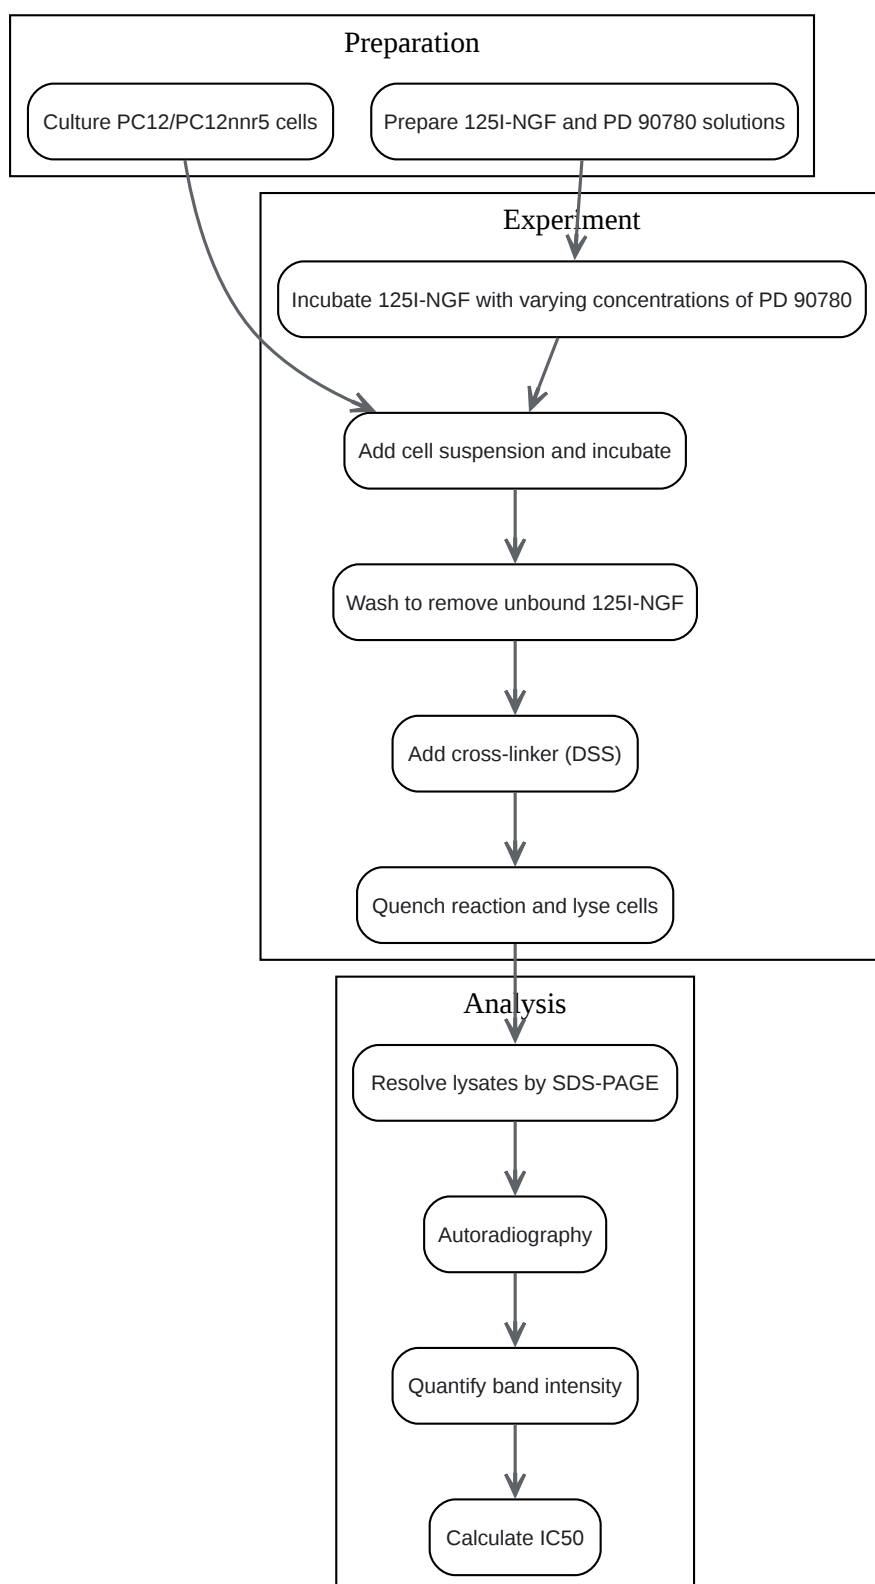 Preparation
Culture PC12/PC12nnr5 cells
Prepare 125I-NGF and PD 90780 solutions
Experiment
Incubate 125I-NGF with varying concentrations of PD 90780
Add cell suspension and incubate
Wash to remove unbound 125I-NGF
Add cross-linker (DSS)
Quench reaction and lyse cells
Analysis
Resolve lysates by SDS-PAGE
Autoradiography
Quantify band intensity
Calculate IC50